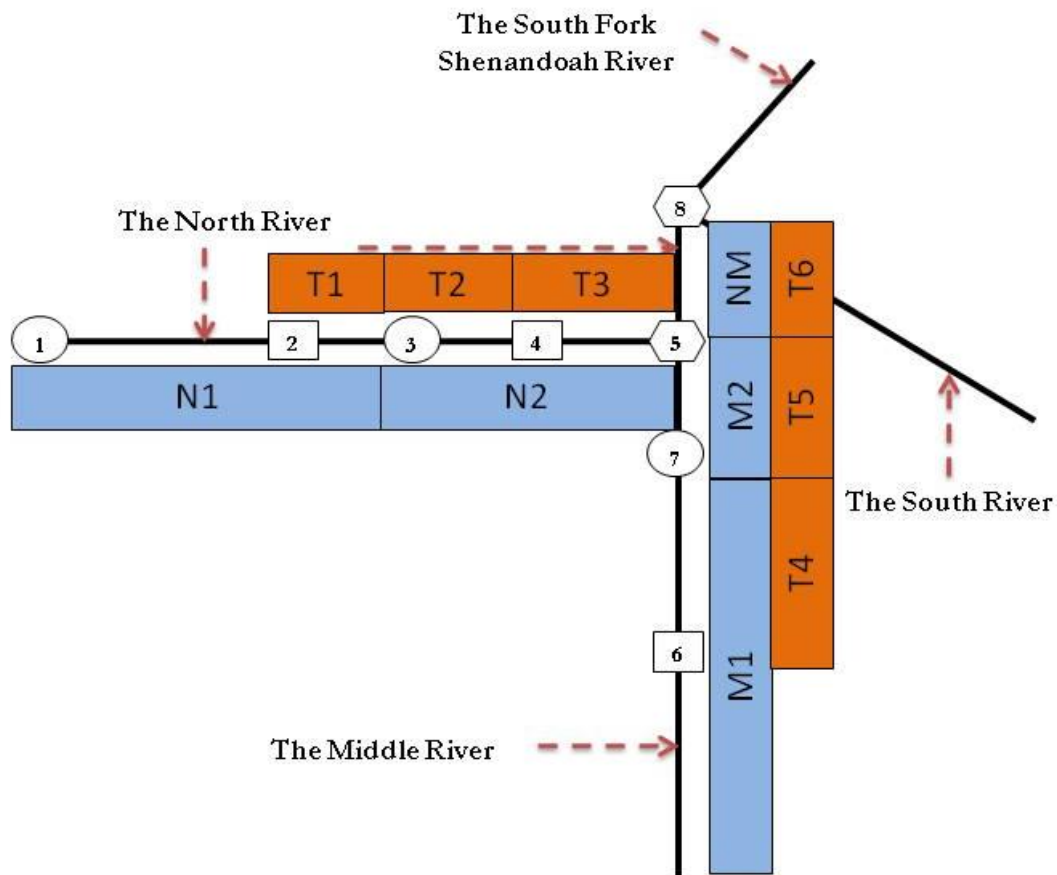 The South Fork
Shenandoah River
8
The North River
T1 T2 T3
NM
T6
1 2 3 4 5
N1 N2
M2
T5
7
The South River
T4
6
M1
The Middle River